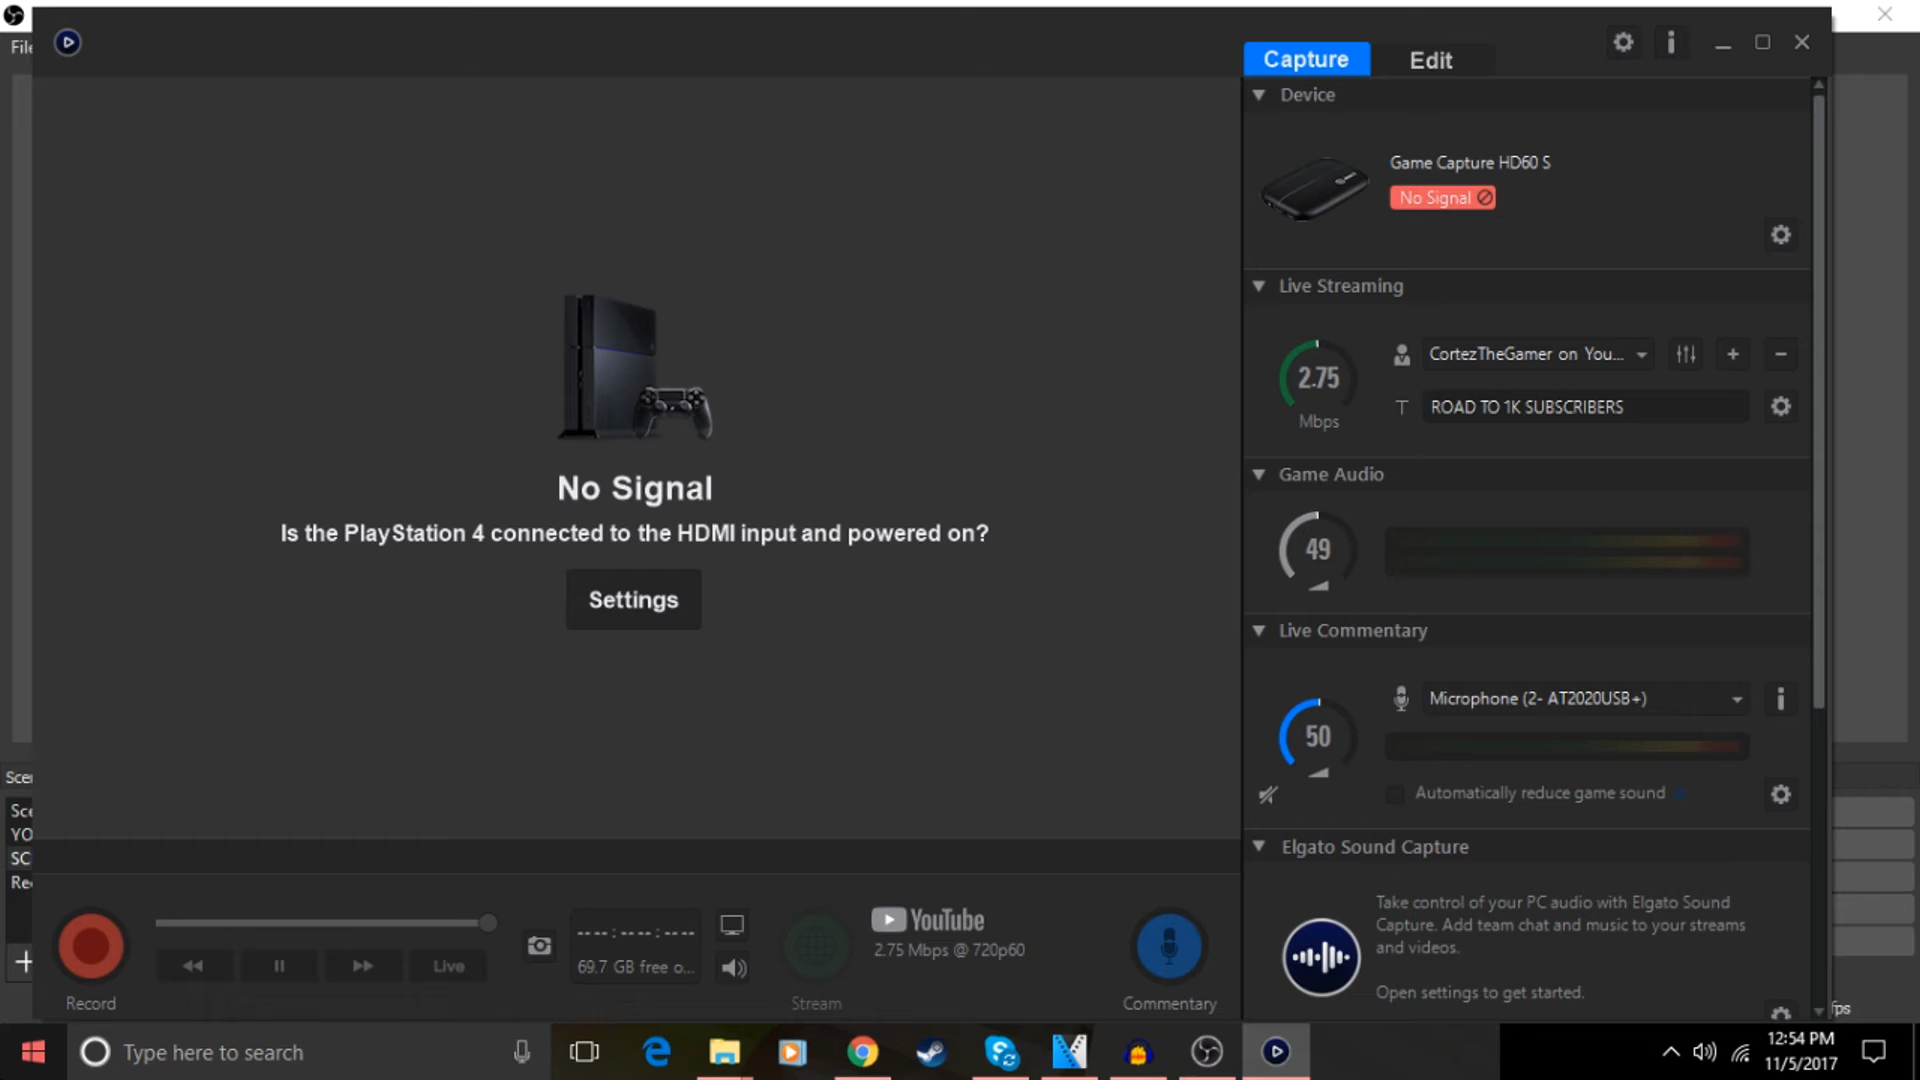 File
Capture
Edit
Device
Game Capture HD60 S
No Signal
Live Streaming
2.75
Mbps
CortezTheGamer on You...
ROAD TO 1K SUBSCRIBERS
Game Audio
49
No Signal
Is the PlayStation 4 connected to the HDMI input and powered on?
Settings
Live Commentary
50
Microphone (2- AT2020USB+)
Automatically reduce game sound
Elgato Sound Capture
Take control of your PC audio with Elgato Sound
Capture. Add team chat and music to your streams
and videos.
Open settings to get started.
Scen
Sce
YO
SC
Rec
Record
Live
--:--:--
69.7 GB free o...
Stream
YouTube
2.75 Mbps @ 720p60
Commentary
fps
Type here to search
12:54 PM
11/5/2017